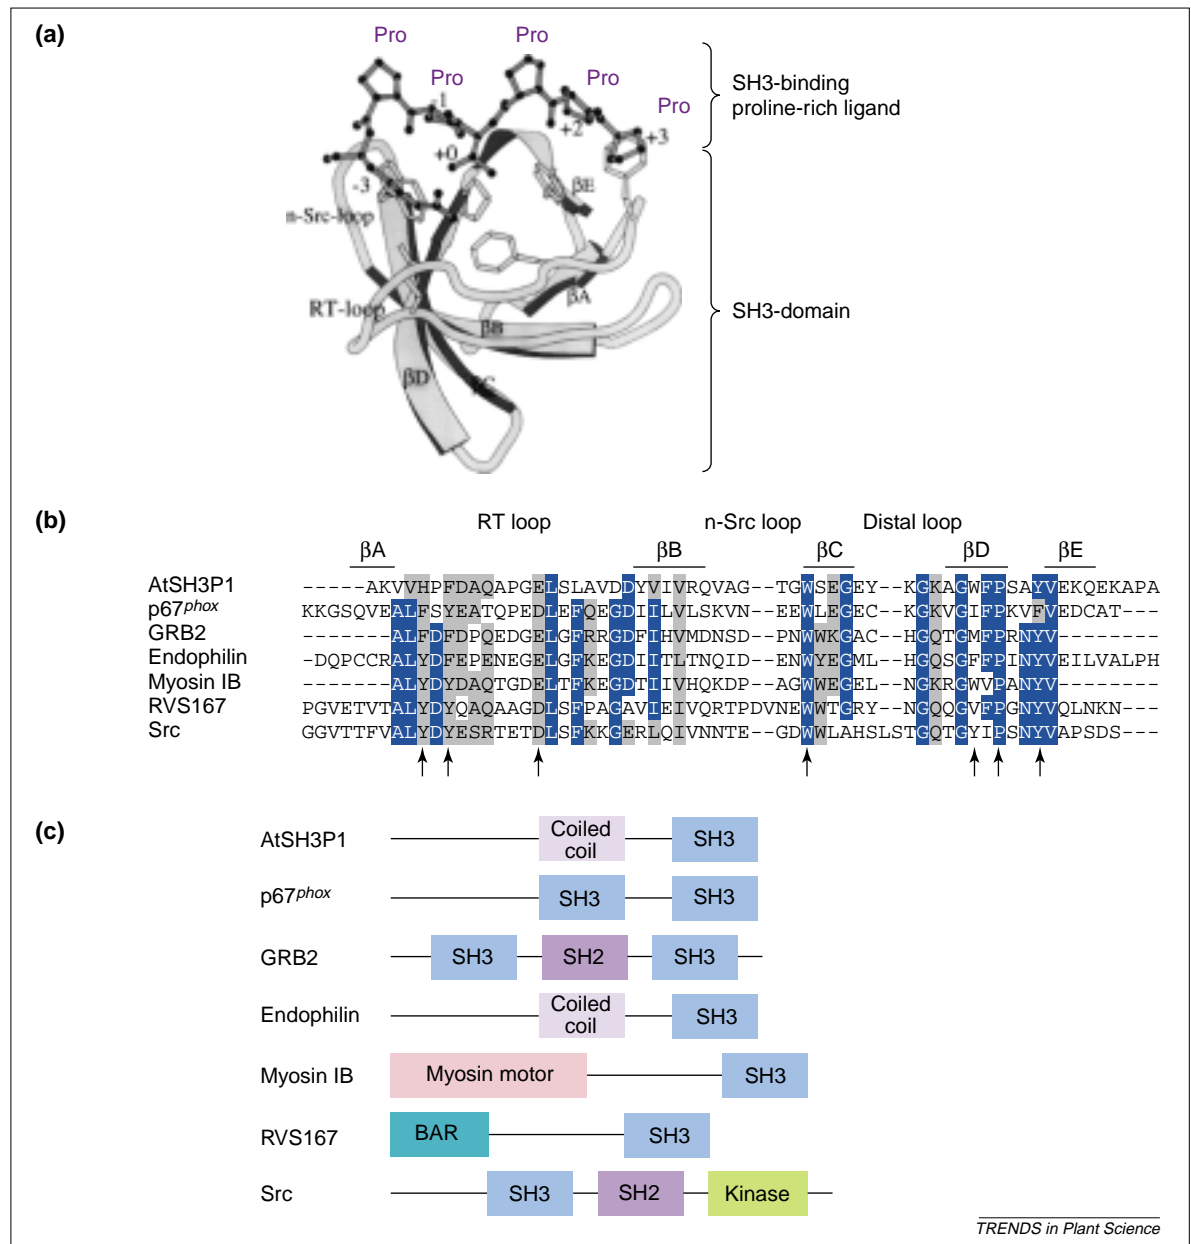 (a)
Pro
Pro
Pro
Pro
Pro
-1
+2
+3
+0
-3
βE
n-Src-loop
βA
RT-loop
βB
βD
βC
SH3-binding
proline-rich ligand
SH3-domain
(b)
RT loop n-Src loop Distal loop
βA βB βC βD βE
AtSH3P1 -----AKVVHPFDAQAPGELSLAVDDYVIVRQVAG--TGWSEGEY--KGKAGWFPSAYVEKQEKAPA
p67phox KKGSQVEALFSYEATQPEDLEFQEGDIILVLSKVN--EEWLEGEC--KGKVGIFPKVFVEDCAT---
GRB2 -------ALFDFDPQEDGELGFRRGDFIHVMDNSD--PNWWKGAC--HGQTGMFPRNYV--------
Endophilin -DQPCCRALYDFEPENEGELGFKEGDIITLTNQID--ENWYEGML--HGQSGFFPINYVEILVALPH
Myosin IB -------ALYDYDAQTGDELTFKEGDTIIVHQKDP--AGWWEGEL--NGKRGWVPANYV--------
RVS167 PGVETVTALYDYQAQAAGDLSFPAGAVIEIVQRTPDVNEWWTGRY--NGQQGVFPGNYVQLNKN---
Src GGVTTFVALYDYESRTETDLSFKKGERLQIVNNTE---GDWWLAHSLSTGQTGYIPSNYVAPSDS---
(c)
AtSH3P1 Coiled coil SH3
p67phox SH3 SH3
GRB2 SH3 SH2 SH3
Endophilin Coiled coil SH3
Myosin IB Myosin motor SH3
RVS167 BAR SH3
Src SH3 SH2 Kinase
TRENDS in Plant Science